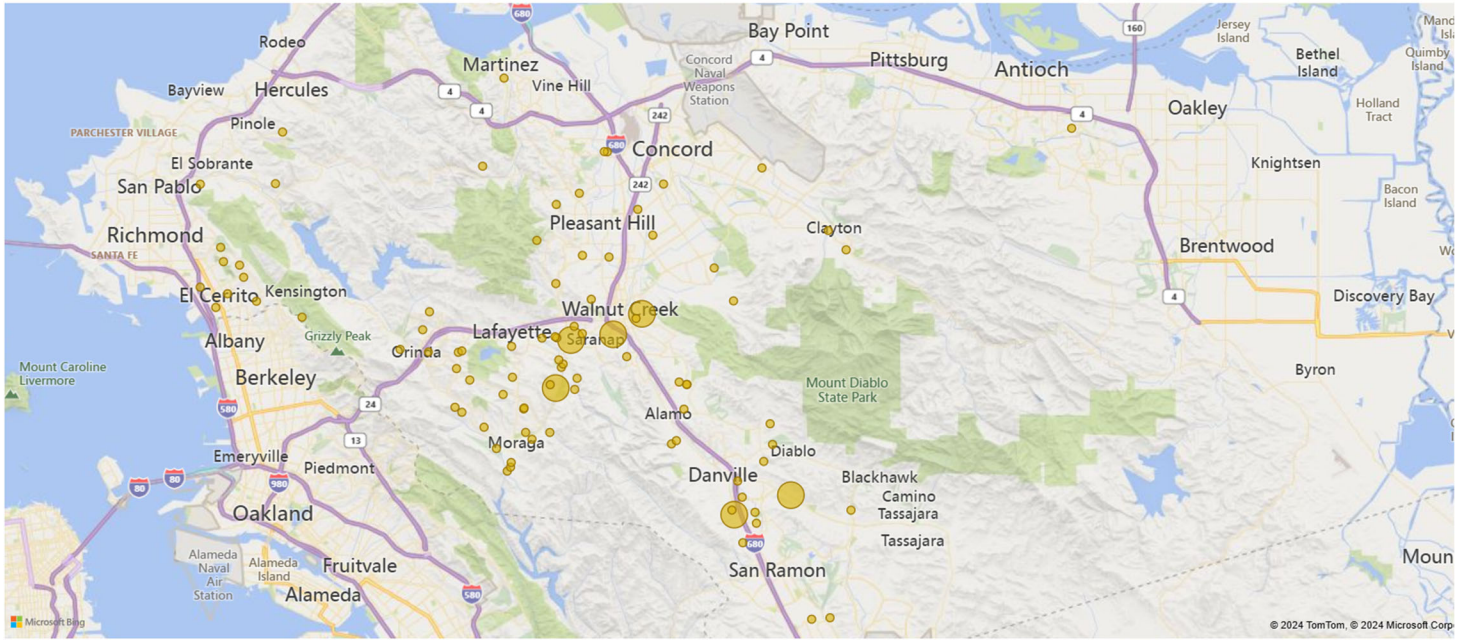 680
Rodeo
Bay Point
160
Jersey
Island
Bethel
Island
Martinez
Vine Hill
Concord
Naval
Weapons
Station
4
Pittsburg
Antioch
Bayview
Hercules
4
4
242
4
Oakley
Holland
Tract
PARCHESTER VILLAGE
Pinole
680
Concord
El Sobrante
San Pablo
242
Knightsen
Bacon
Island
Richmond
SANTA FE
Pleasant Hill
Clayton
Brentwood
El Cerrito
Kensington
4
Discovery Bay
Grizzly Peak
Walnut Creek
Lafayette
Saranap
Albany
Orinda
Mount Caroline
Livermore
Berkeley
Mount Diablo
State Park
Byron
580
24
Alamo
13
Moraga
Emeryville
Piedmont
Diablo
80
80
980
Danville
Blackhawk
Camino
Tassajara
Oakland
Tassajara
680
Alameda
Naval
Air
Station
Alameda
Island
Fruitvale
San Ramon
Moun
580
Alameda
Microsoft Bing
© 2024 TomTom, © 2024 Microsoft Corp